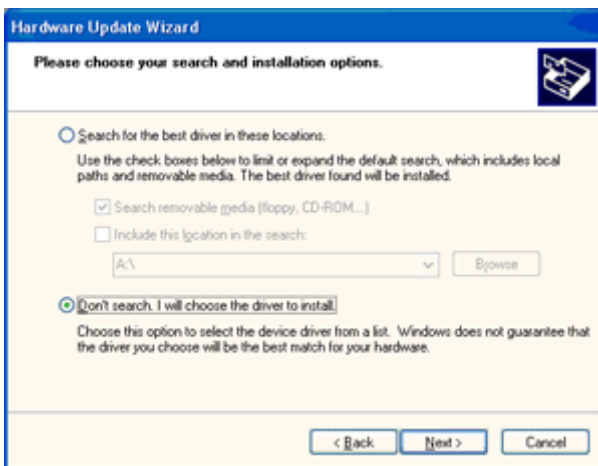 Hardware Update Wizard
Please choose your search and installation options.
Search for the best driver in these locations.
Use the check boxes below to limit or expand the default search, which includes local
paths and removable media. The best driver found will be installed.
Search removable media (floppy, CD-ROM...)
Include this location in the search:
A:\
Browse
Don't search. I will choose the driver to install.
Choose this option to select the device driver from a list. Windows does not guarantee that
the driver you choose will be the best match for your hardware.
< Back Next > Cancel